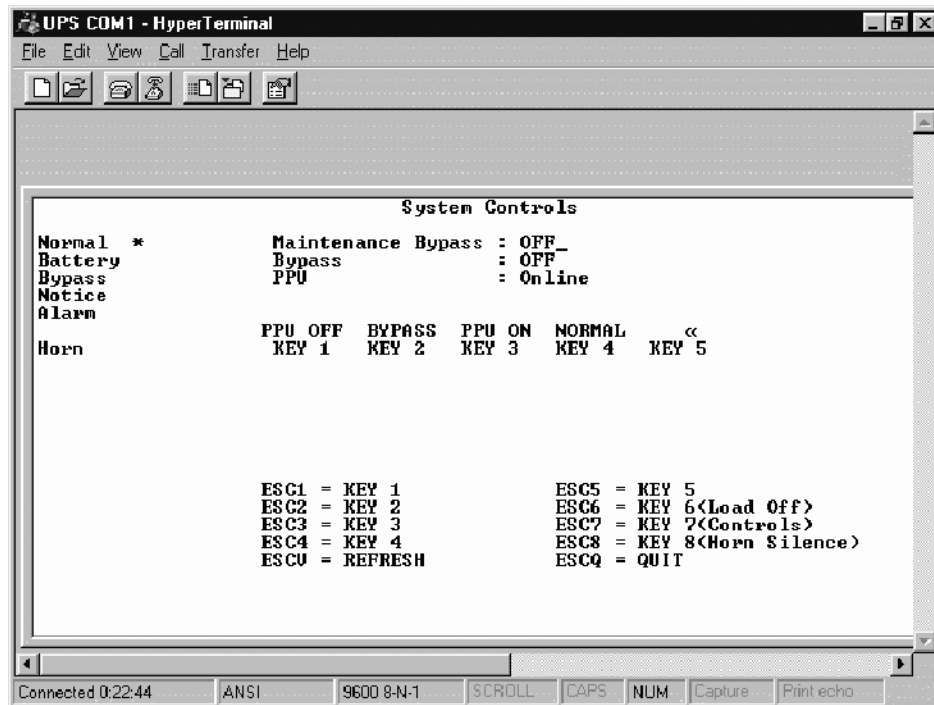 UPS COM1 - HyperTerminal
File Edit View Call Transfer Help
System Controls
Normal * Maintenance Bypass : OFF_
Battery Bypass : OFF
Bypass PPU : Online
Notice
Alarm
PPU OFF BYPASS PPU ON NORMAL «
Horn KEY 1 KEY 2 KEY 3 KEY 4 KEY 5
ESC1 = KEY 1 ESC5 = KEY 5
ESC2 = KEY 2 ESC6 = KEY 6(Load Off)
ESC3 = KEY 3 ESC7 = KEY 7(Controls)
ESC4 = KEY 4 ESC8 = KEY 8(Horn Silence)
ESCV = REFRESH ESCQ = QUIT
Connected 0:22:44 ANSI 9600 8-N-1 SCROLL CAPS NUM Capture Print echo